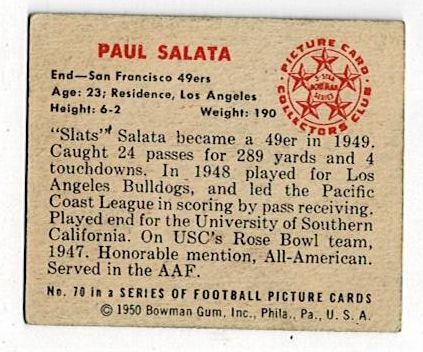 PAUL SALATA
End—San Francisco 49ers
Age: 23; Residence, Los Angeles
Height: 6-2 Weight: 190
PICTURE CARD
COLLECTORS CLUB
5-STAR
BOWMAN
SERIES
"Slats" Salata became a 49er in 1949.
Caught 24 passes for 289 yards and 4
touchdowns. In 1948 played for Los
Angeles Bulldogs, and led the Pacific
Coast League in scoring by pass receiving.
Played end for the University of Southern
California. On USC's Rose Bowl team,
1947. Honorable mention, All-American.
Served in the AAF.
No. 70 in a SERIES OF FOOTBALL PICTURE CARDS
©1950 Bowman Gum, Inc., Phila., Pa., U. S. A.